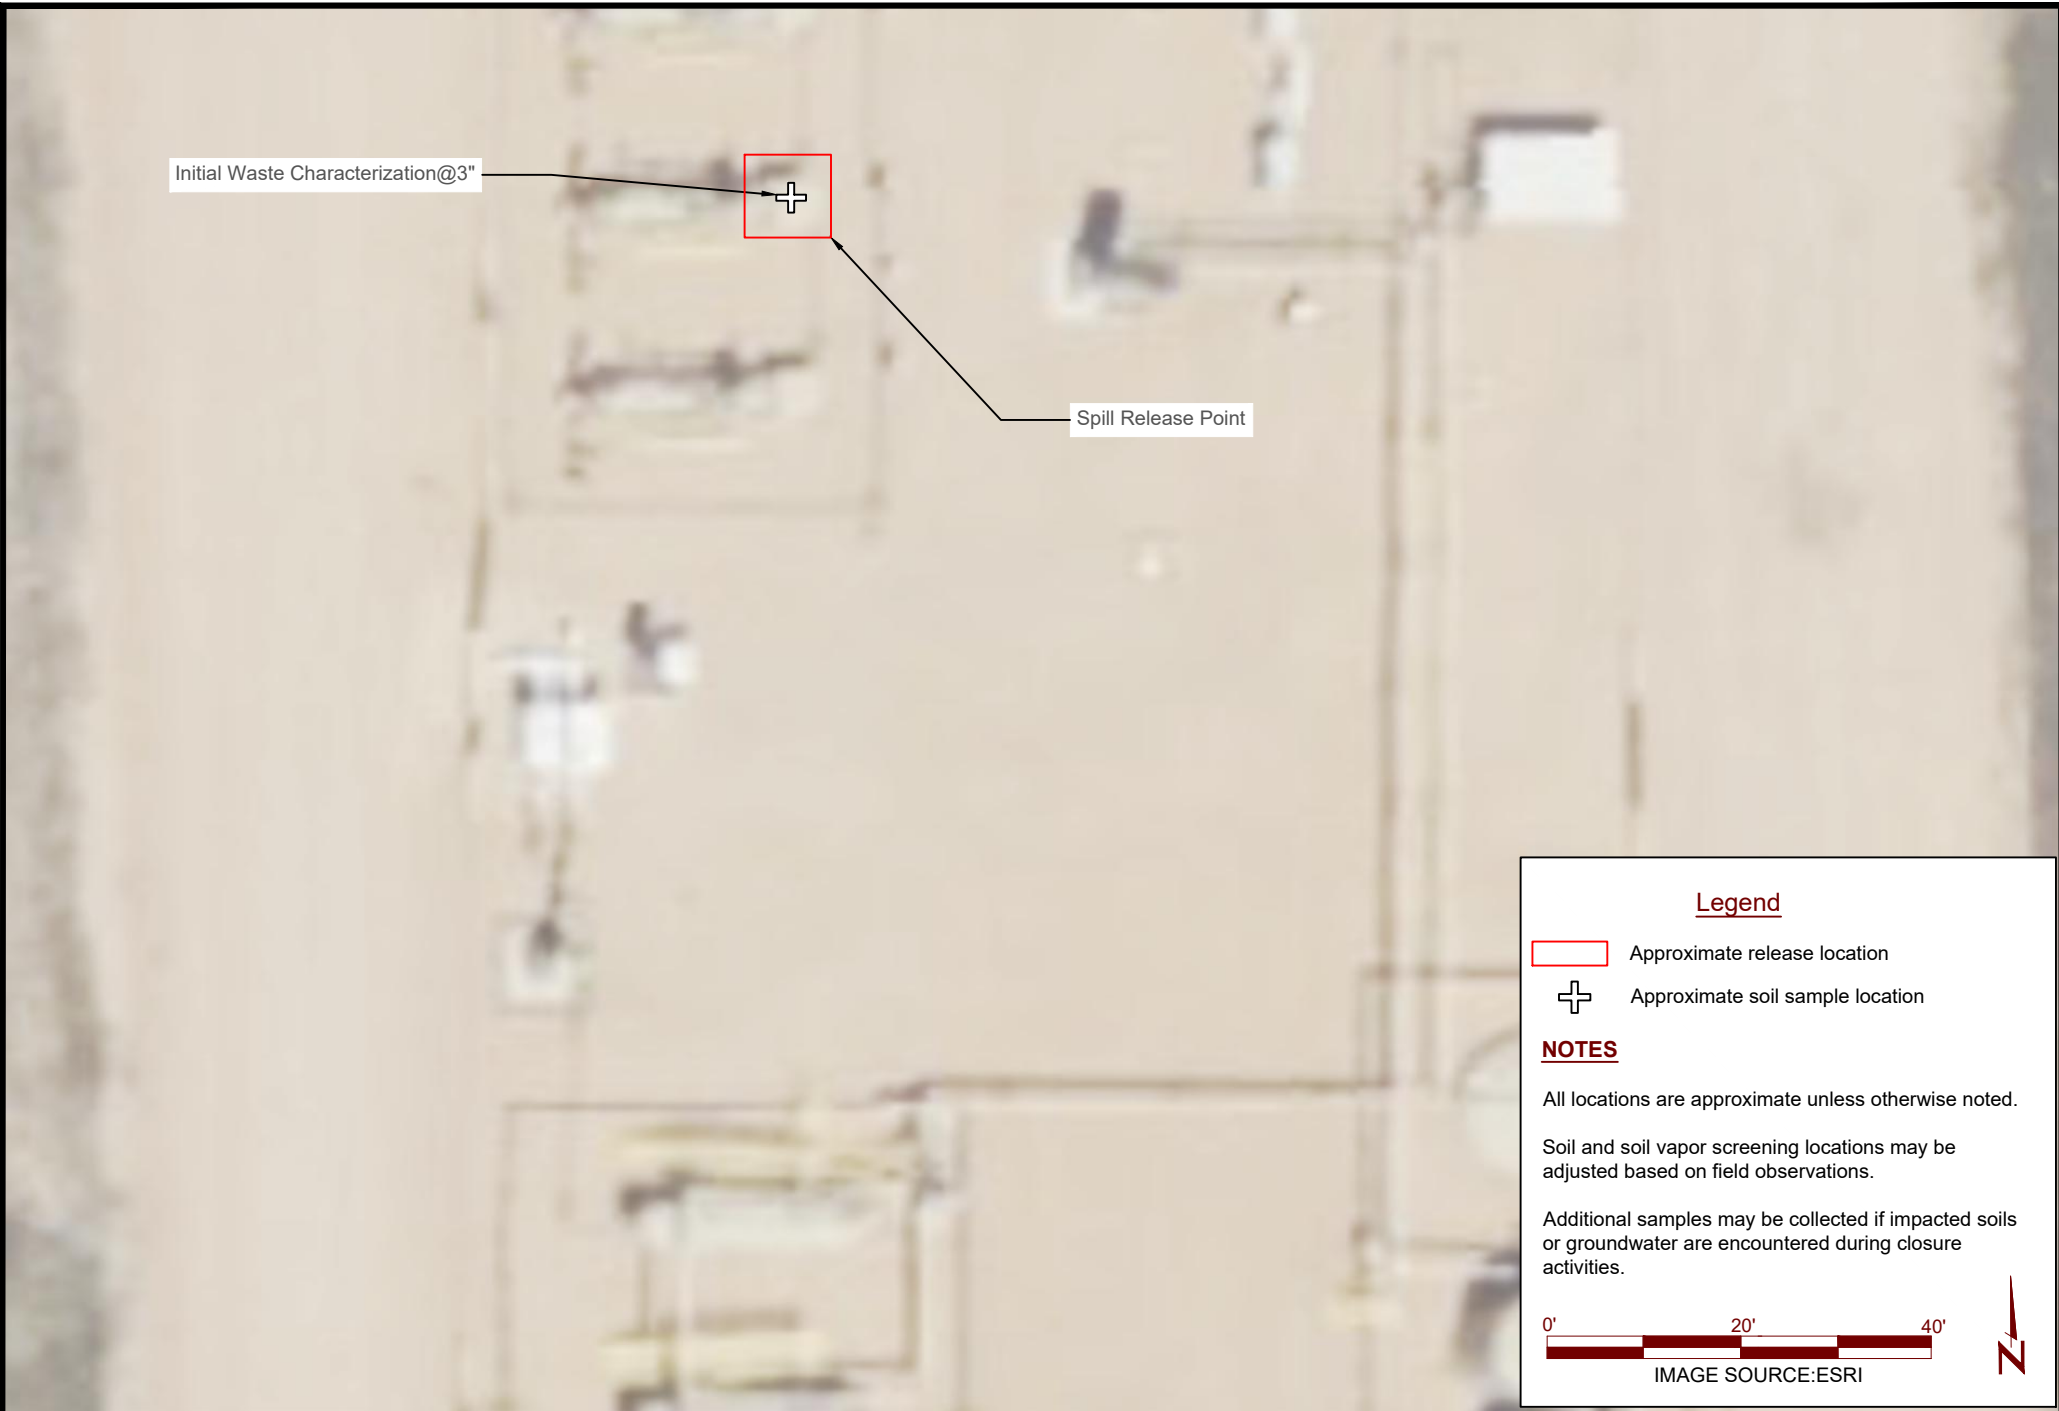 Initial Waste Characterization@3"
Spill Release Point
Legend
Approximate release location
Approximate soil sample location
NOTES
All locations are approximate unless otherwise noted.
Soil and soil vapor screening locations may be
adjusted based on field observations.
Additional samples may be collected if impacted soils
or groundwater are encountered during closure
activities.
0' 20' 40'
IMAGE SOURCE:ESRI
N